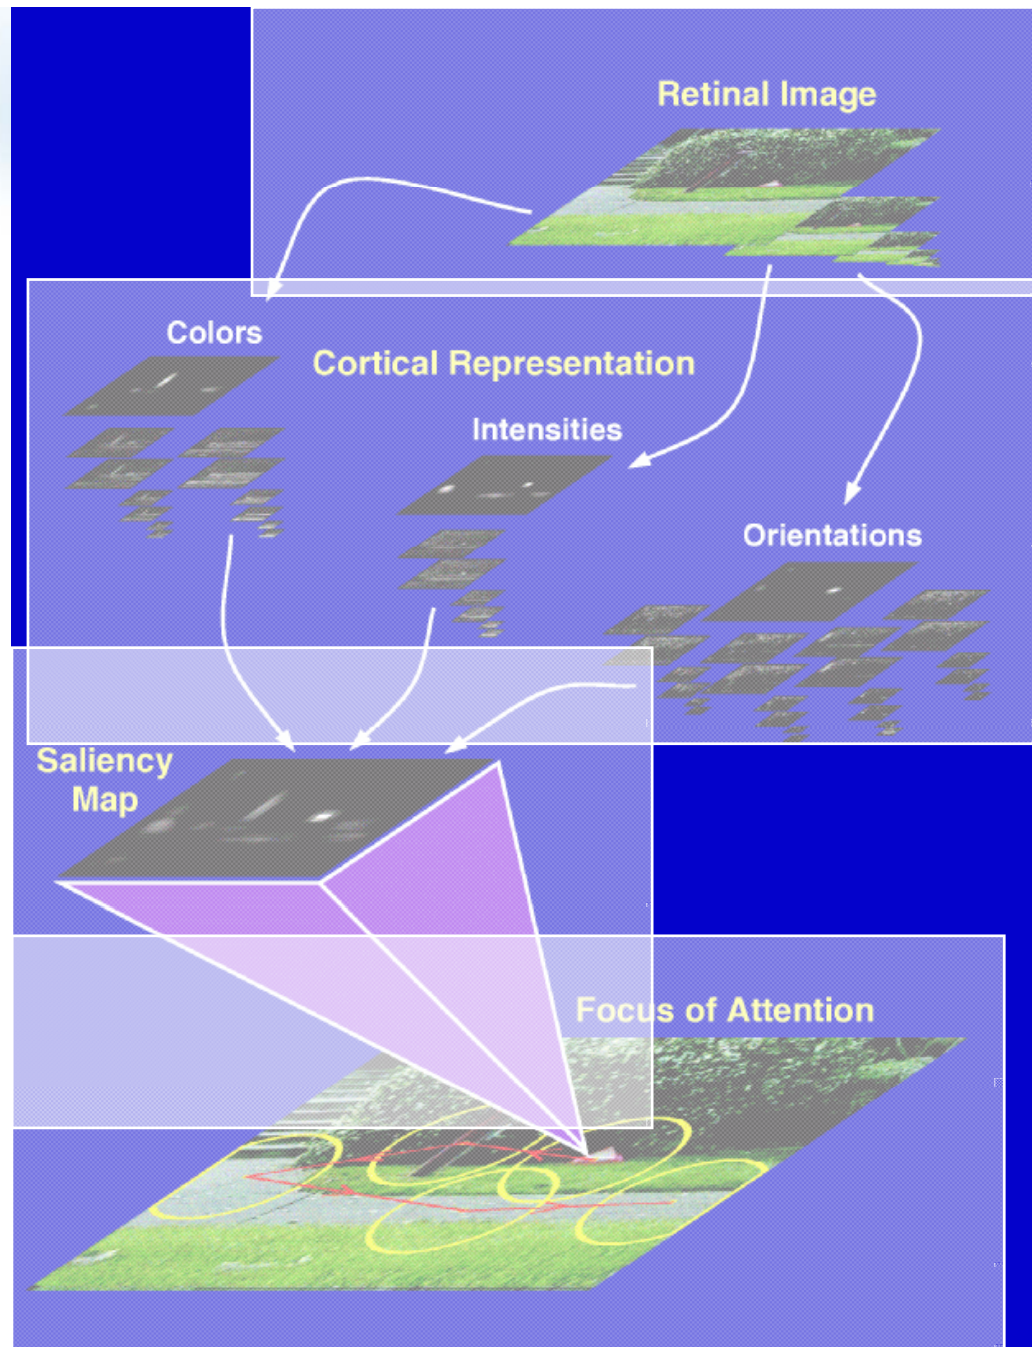 Retinal Image
Colors
Cortical Representation
Intensities
Orientations
Saliency
Map
Focus of Attention